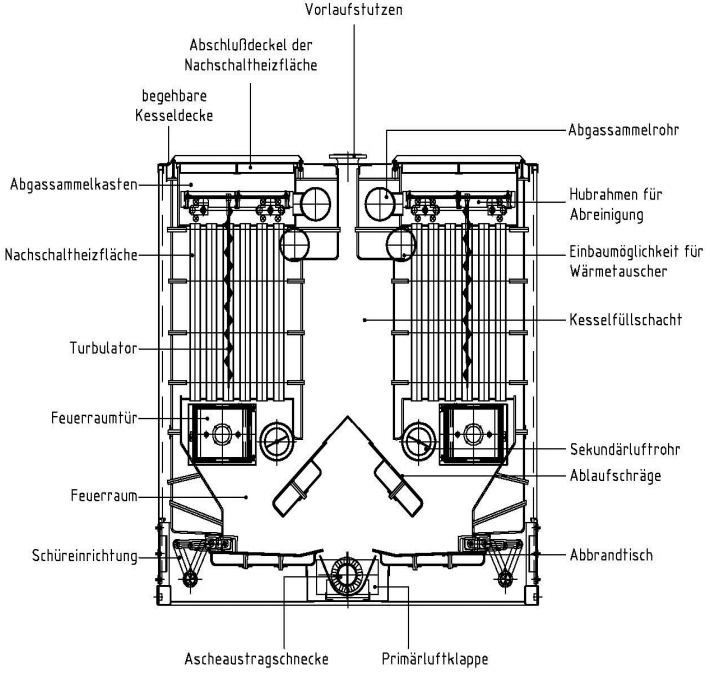 Vorlaufstutzen
Abschlußdeckel der
Nachschaltheizfläche
begehbare
Kesseldecke
Abgassammelrohr
Abgassammelkasten
Hubrahmen für
Abreinigung
Nachschaltheizfläche
Einbaumöglichkeit für
Wärmetauscher
Kesselfüllschacht
Turbulator
Feuerraumtür
Sekundärluftrohr
Ablaufschräge
Feuerraum
Schüreinrichtung
Abbrandtisch
Ascheaustragschnecke
Primärluftklappe